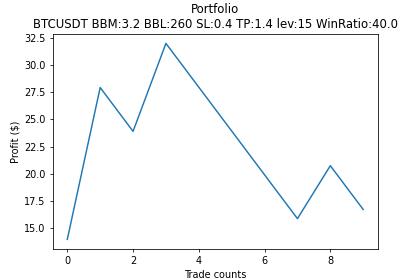 Portfolio
BTCUSDT BBM:3.2 BBL:260 SL:0.4 TP:1.4 lev:15 WinRatio:40.0
32.5
30.0
27.5
25.0
22.5
20.0
17.5
15.0
Profit ($)
0 2 4 6 8
Trade counts